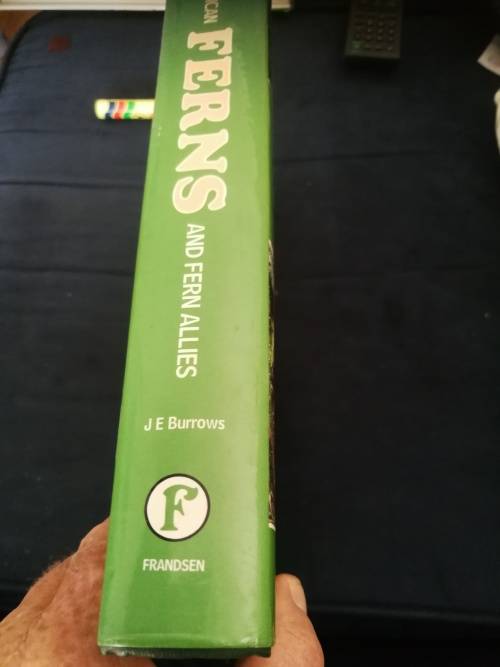 FERNS
AND FERN ALLIES
J E Burrows
F
FRANDSEN